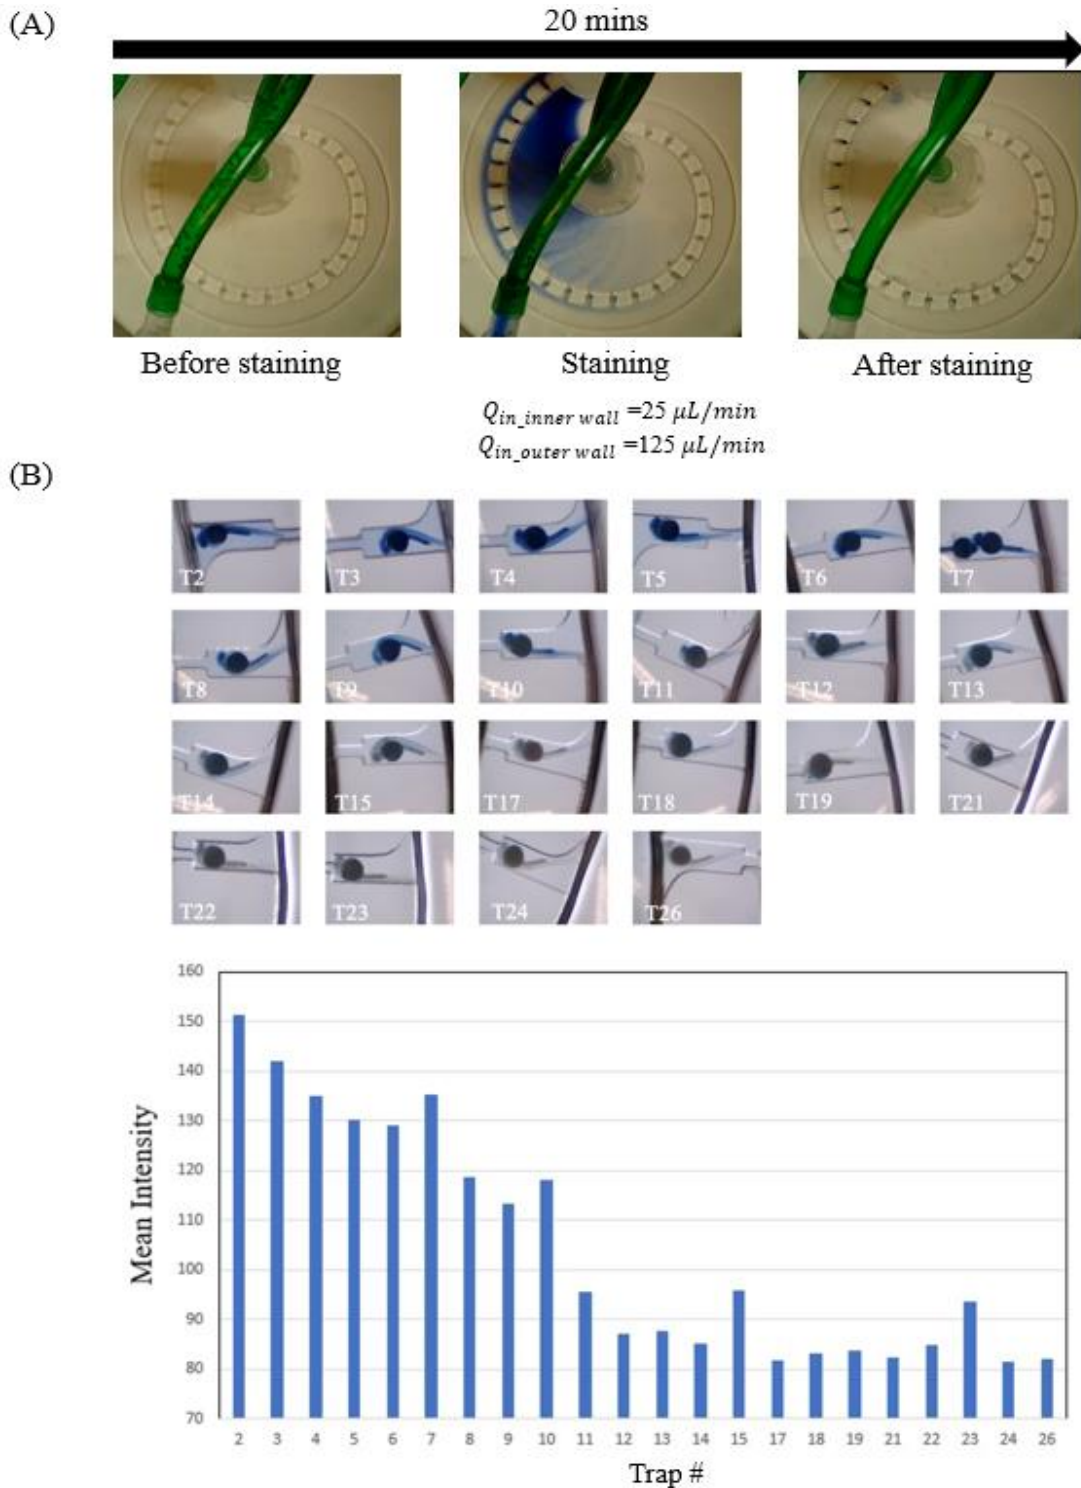 (A)
20 mins
Before staining
Staining
After staining
Q_in_inner wall =25 μL/min
Q_in_outer wall =125 μL/min
(B)
T2 T3 T4 T5 T6 T7
T8 T9 T10 T11 T12 T13
T14 T15 T17 T18 T19 T21
T22 T23 T24 T26
160
150
140
130
120
110
100
90
80
70
Mean Intensity
2 3 4 5 6 7 8 9 10 11 12 13 14 15 17 18 19 21 22 23 24 26
Trap #